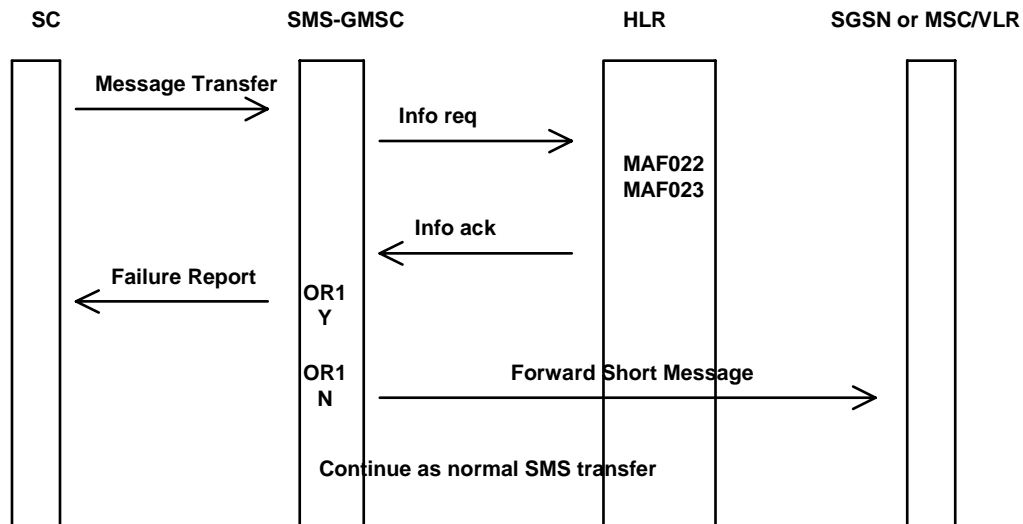 SC
SMS-GMSC
HLR
SGSN or MSC/VLR
Message Transfer
Info req
MAF022
MAF023
Info ack
Failure Report
OR1
Y
OR1
N
Forward Short Message
Continue as normal SMS transfer